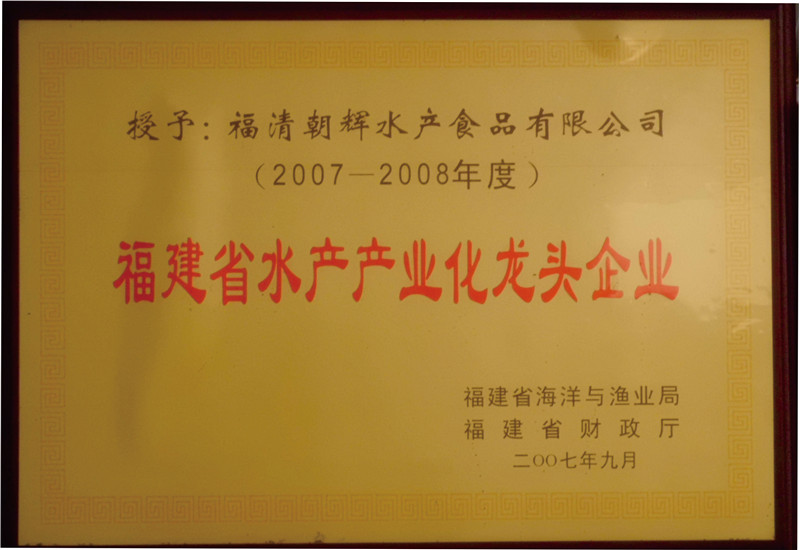 授予：福清朝辉水产食品有限公司
（2007—2008年度）
福建省水产产业化龙头企业
福建省海洋与渔业局
福建省财政厅
二〇〇七年九月